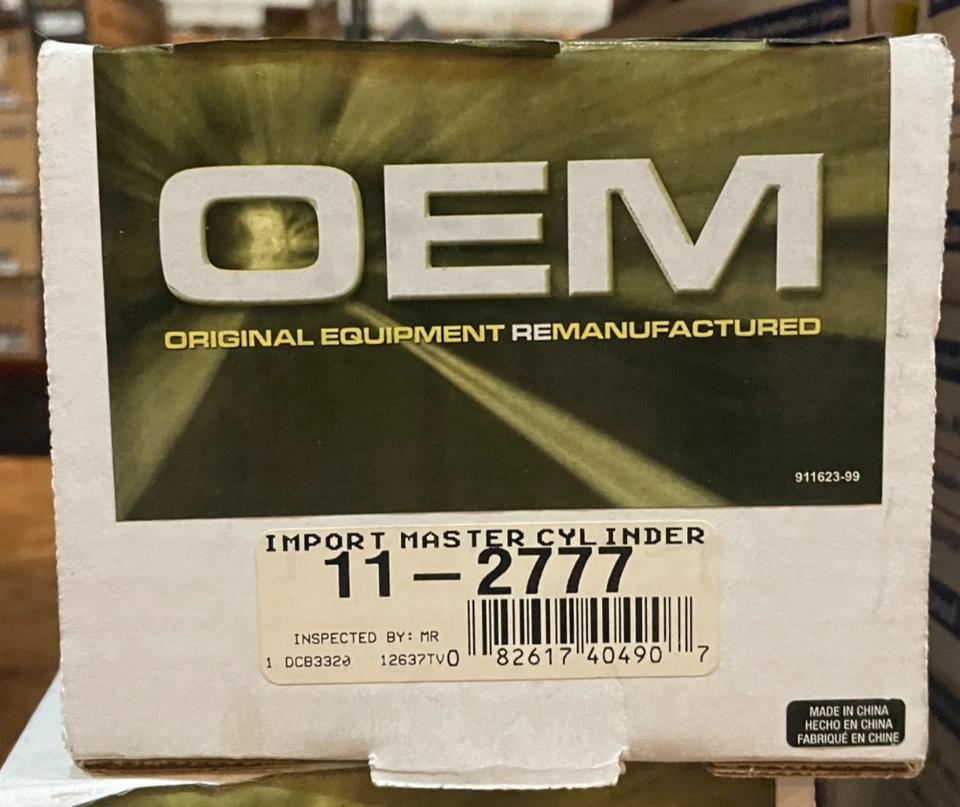 OEM
ORIGINAL EQUIPMENT REMANUFACTURED
911623-99
IMPORT MASTER CYLINDER
11-2777
INSPECTED BY: MR
1 DCB3320 12637TV
0 82617 40490 7
MADE IN CHINA
HECHO EN CHINA
FABRIQUÉ EN CHINE